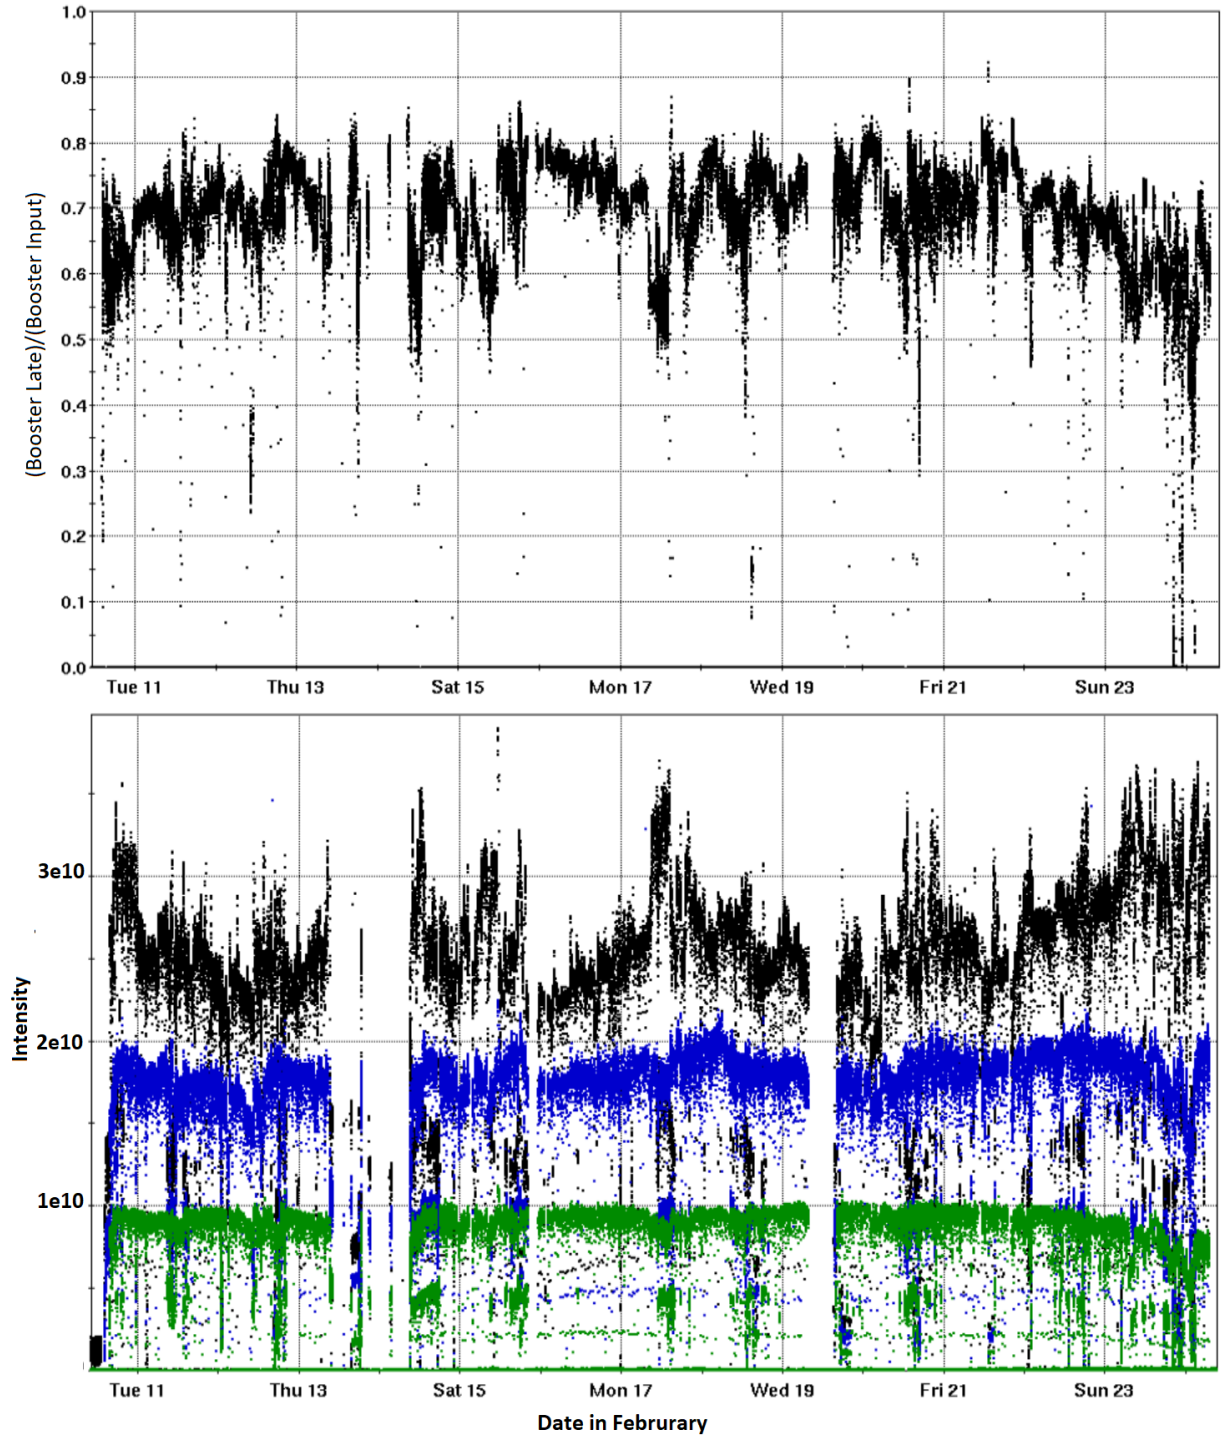 1.0
0.9
0.8
0.7
0.6
0.5
0.4
0.3
0.2
0.1
0.0
(Booster Late)/(Booster Input)
Tue 11 Thu 13 Sat 15 Mon 17 Wed 19 Fri 21 Sun 23
3e10
2e10
1e10
Intensity
Tue 11 Thu 13 Sat 15 Mon 17 Wed 19 Fri 21 Sun 23
Date in Februrary